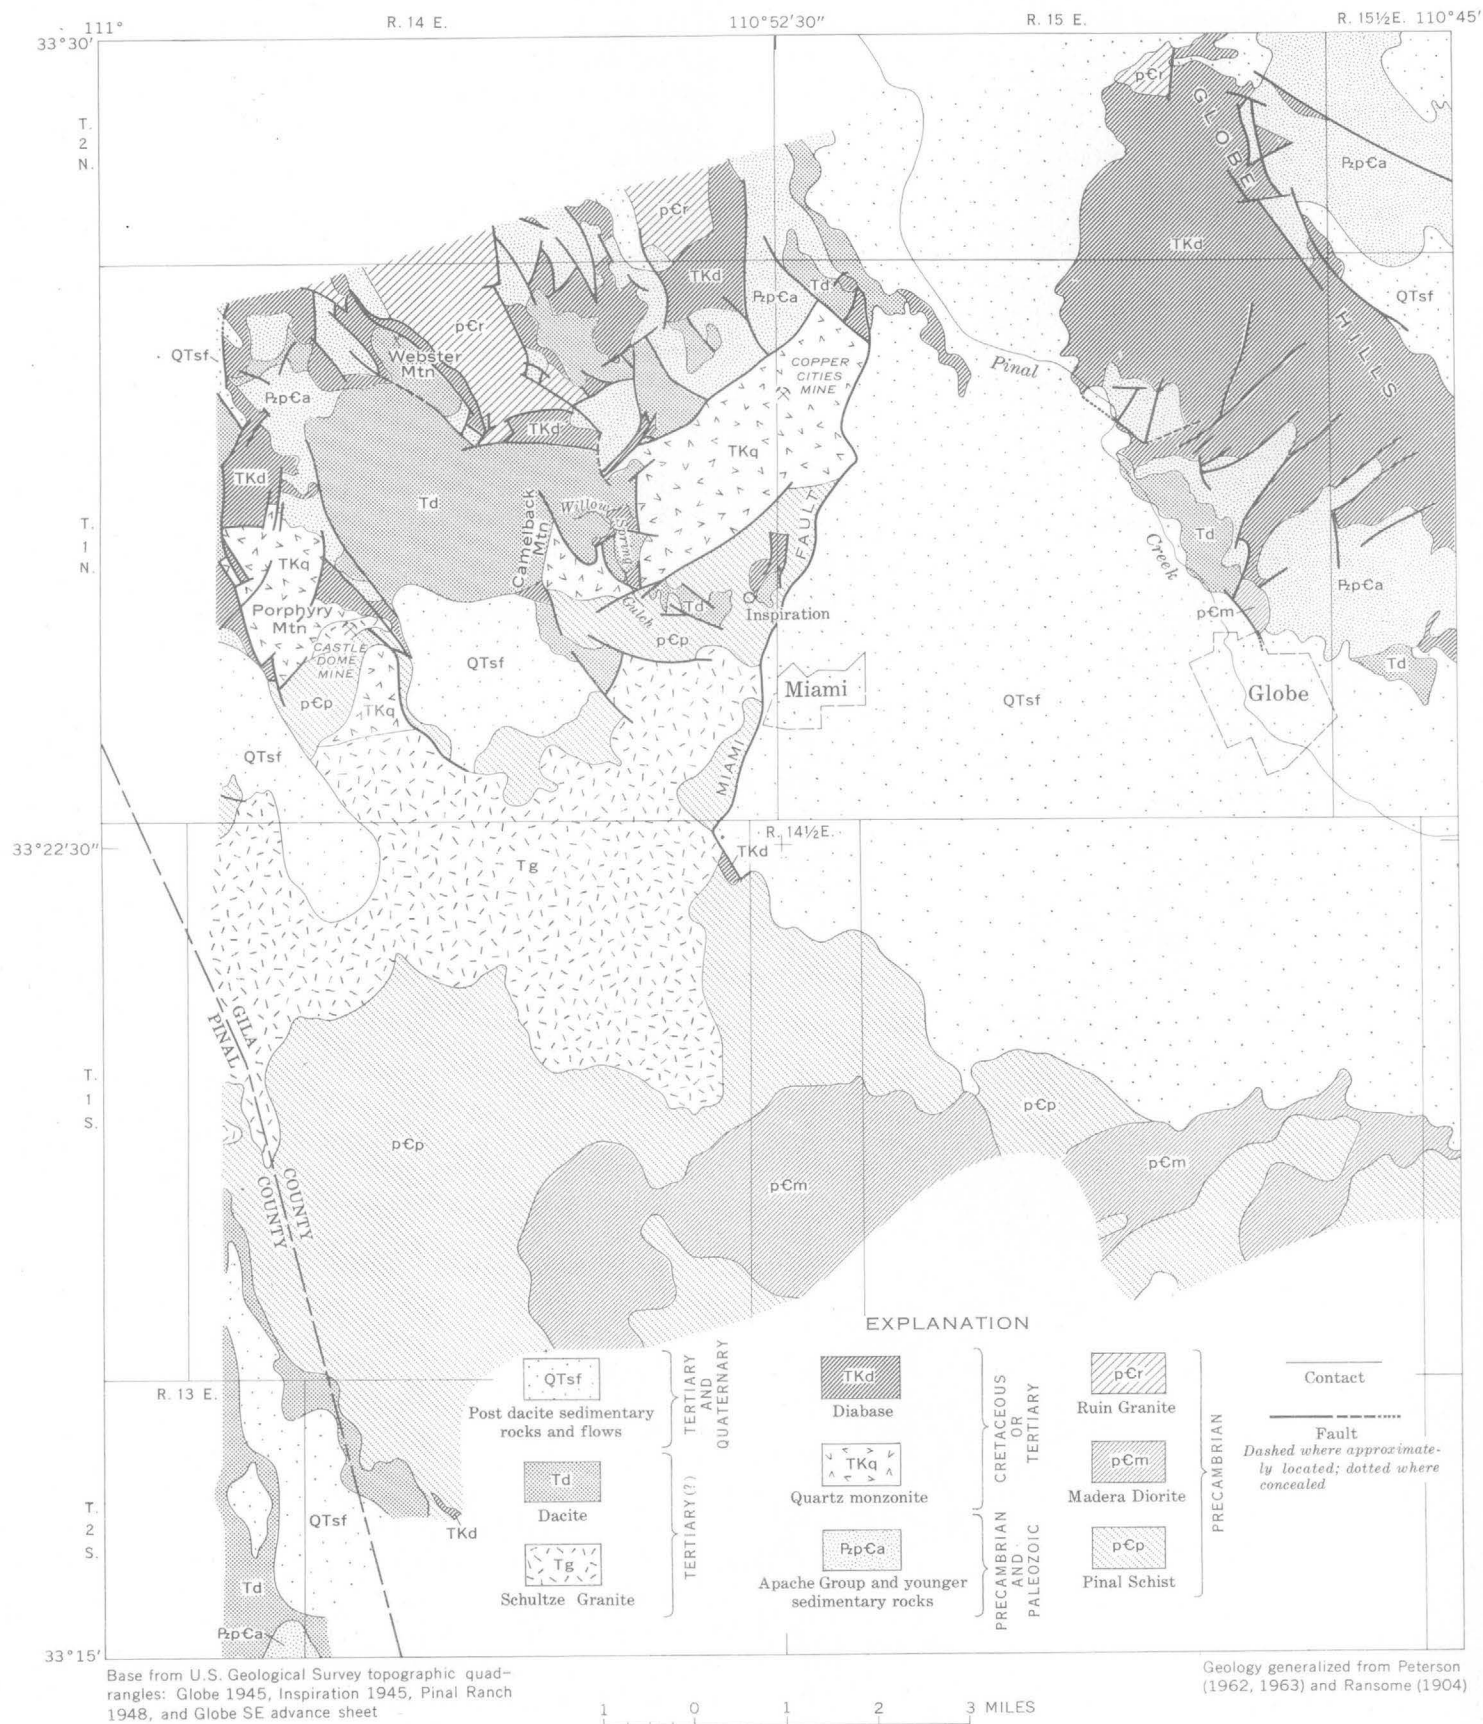 111°
R. 14 E.
110°52'30"
R. 15 E.
R. 15½E.
110°45'
33°30'
T.
2
N.
p€r
GLOBE
Pzp€a
p€r
TKd
TKd
Pzp€a
Td
QTsf
HILLS
QTsf
p€r
Webster
Mtn
COPPER
CITIES
MINE
Pinal
Pzp€a
TKd
TKq
TKd
Td
Willow
Spring
Gulch
Camelback
Mtn
FAULT
Td
Creek
T.
1
N.
TKq
Pzp€a
Porphyry
Mtn
Td
Inspiration
p€m
CASTLE
DOME
MINE
p€p
QTsf
Td
p€p
TKq
Miami
QTsf
Globe
QTsf
MIAMI
R. 14½E.
33°22'30"
TKd
Tg
GILA
PINAL
T.
1
S.
p€p
p€p
p€m
p€m
COUNTY
COUNTY
R. 13 E.
T.
2
S.
QTsf
TKd
Td
Pzp€a
33°15'
EXPLANATION
QTsf
Post dacite sedimentary
rocks and flows
TERTIARY
AND
QUATERNARY
Td
Dacite
Tg
Schultze Granite
TERTIARY(?)
TKd
Diabase
TKq
Quartz monzonite
CRETACEOUS
OR
TERTIARY
Pzp€a
Apache Group and younger
sedimentary rocks
PRECAMBRIAN
AND
PALEOZOIC
p€r
Ruin Granite
p€m
Madera Diorite
p€p
Pinal Schist
PRECAMBRIAN
Contact
Fault
Dashed where approximate-
ly located; dotted where
concealed
Base from U.S. Geological Survey topographic quad-
rangles: Globe 1945, Inspiration 1945, Pinal Ranch
1948, and Globe SE advance sheet
Geology generalized from Peterson
(1962, 1963) and Ransome (1904)
1 0 1 2 3 MILES